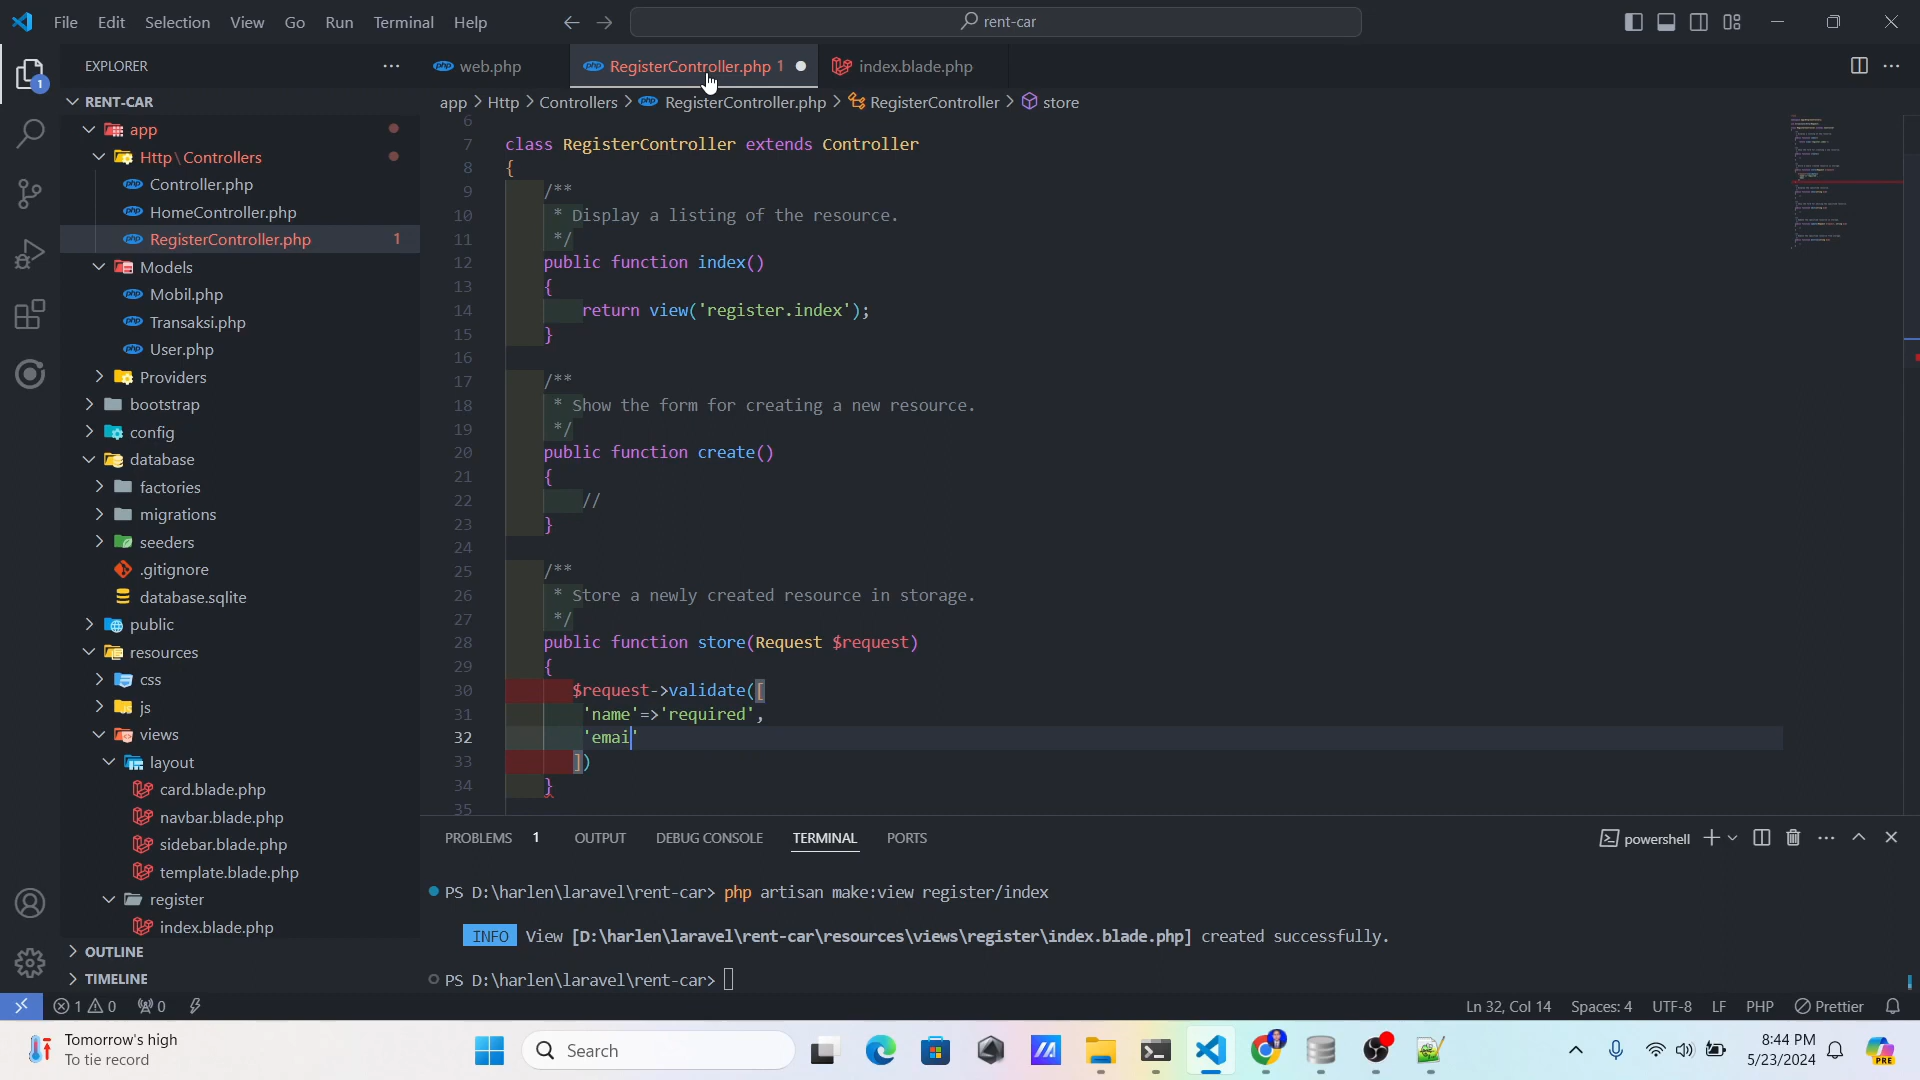 File Edit Selection View Go Run Terminal Help
rent-car
EXPLORER
web.php
RegisterController.php 1
index.blade.php
RENT-CAR
app > Http > Controllers > RegisterController.php > RegisterController > store
app
Http \ Controllers
Controller.php
HomeController.php
RegisterController.php 1
Models
Mobil.php
Transaksi.php
User.php
Providers
bootstrap
config
database
factories
migrations
seeders
.gitignore
database.sqlite
public
resources
css
js
views
layout
card.blade.php
navbar.blade.php
sidebar.blade.php
template.blade.php
register
index.blade.php
OUTLINE
TIMELINE
6
7 class RegisterController extends Controller
8 {
9 /**
10 * Display a listing of the resource.
11 */
12 public function index()
13 {
14 return view('register.index');
15 }
16
17 /**
18 * Show the form for creating a new resource.
19 */
20 public function create()
21 {
22 //
23 }
24
25 /**
26 * Store a newly created resource in storage.
27 */
28 public function store(Request $request)
29 {
30 $request->validate([
31 'name'=>'required',
32 'emai'
33 ])
34 }
35
PROBLEMS 1 OUTPUT DEBUG CONSOLE TERMINAL PORTS
powershell
PS D:\harlen\laravel\rent-car> php artisan make:view register/index
INFO View [D:\harlen\laravel\rent-car\resources\views\register\index.blade.php] created successfully.
PS D:\harlen\laravel\rent-car>
1 0 0
Ln 32, Col 14 Spaces: 4 UTF-8 LF PHP Prettier
Tomorrow's high
To tie record
Search
8:44 PM
5/23/2024
PRE